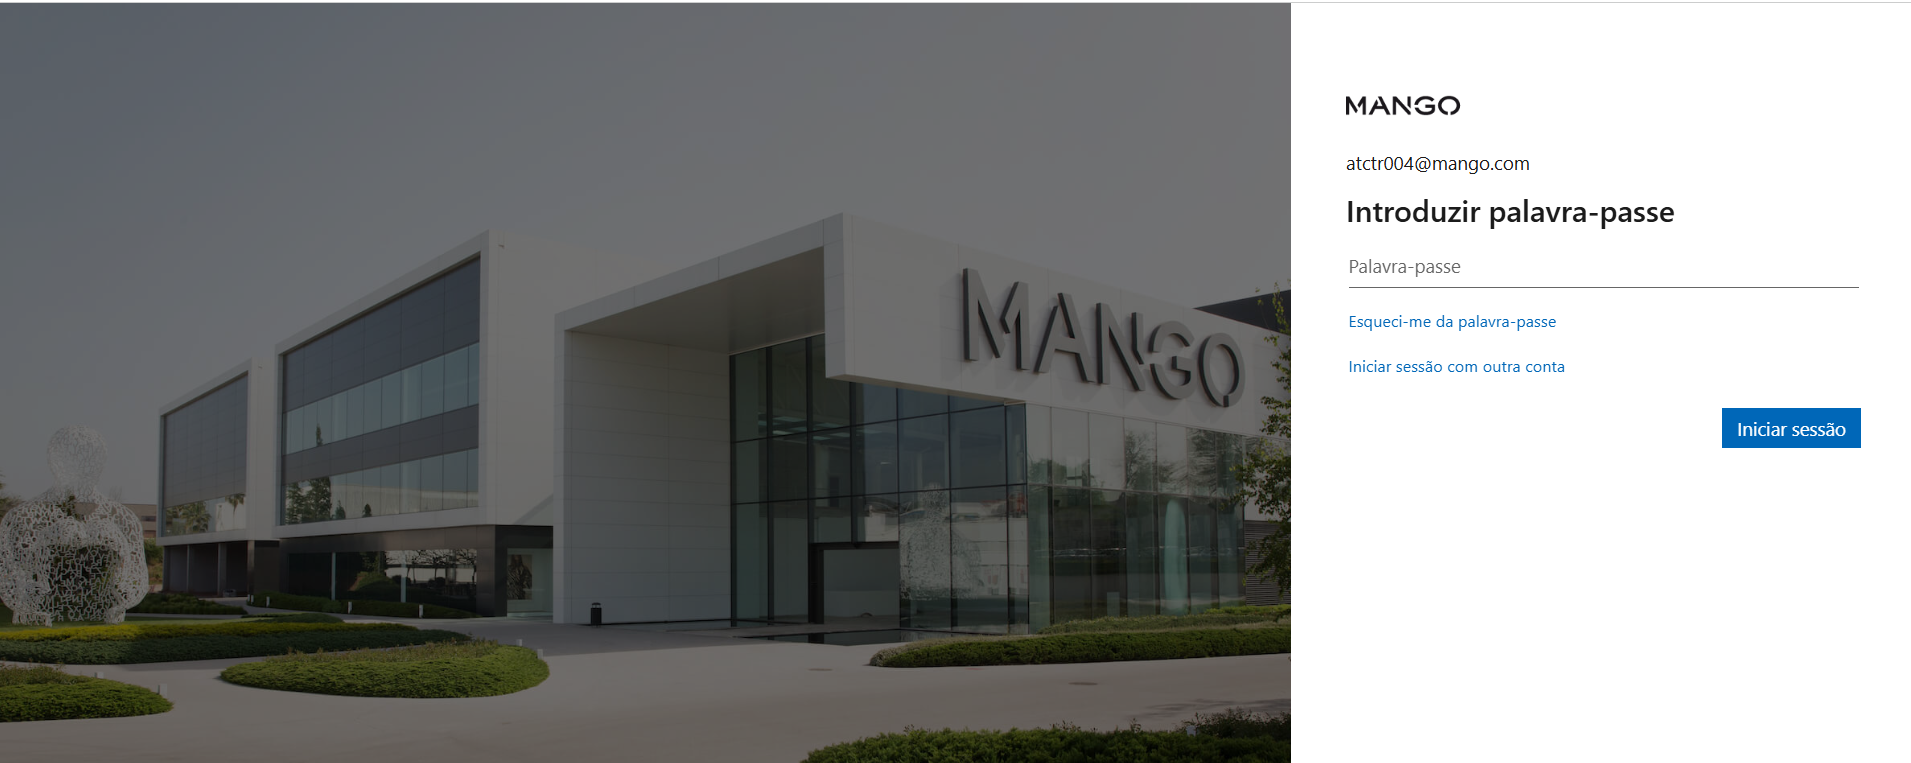 MANGO
MANGO
atctr004@mango.com
Introduzir palavra-passe
Palavra-passe
Esqueci-me da palavra-passe
Iniciar sessão com outra conta
Iniciar sessão